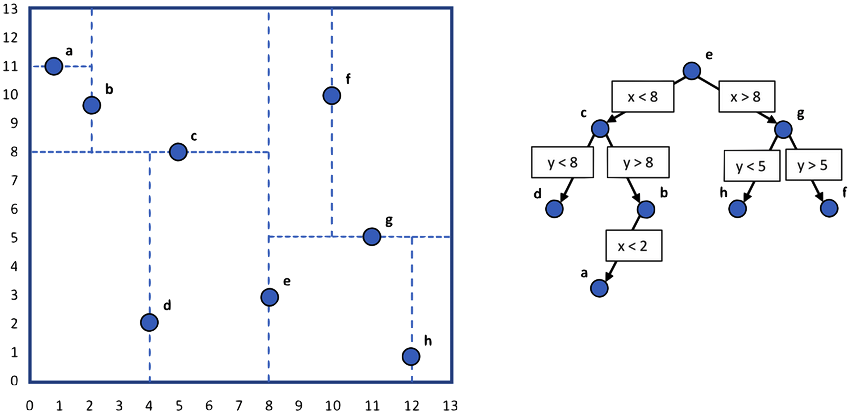 13
12
11
10
9
8
7
6
5
4
3
2
1
0
0 1 2 3 4 5 6 7 8 9 10 11 12 13
a
b
c
d
e
f
g
h
e
x < 8 x > 8
c g
y < 8 y > 8 y < 5 y > 5
d b h f
x < 2
a